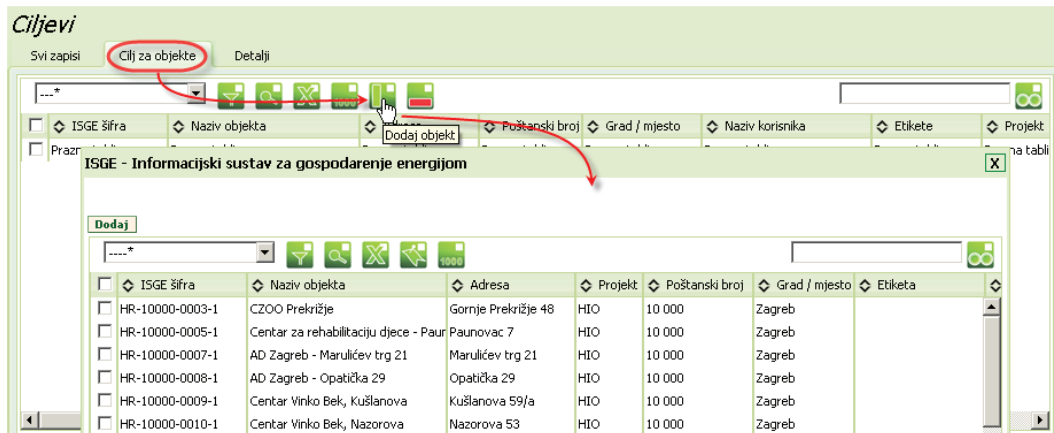 Ciljevi
Svi zapisi Cilj za objekte Detalji
---*
1000
ISGE šifra Naziv objekta Poštanski broj Grad / mjesto Naziv korisnika Etikete Projekt
Dodaj objekt
ISGE - Informacijski sustav za gospodarenje energijom X
Dodaj
----*
1000
ISGE šifra Naziv objekta Adresa Projekt Poštanski broj Grad / mjesto Etiketa
HR-10000-0003-1 CZOO Prekrižje Gornje Prekrižje 48 HIO 10 000 Zagreb
HR-10000-0005-1 Centar za rehabilitaciju djece - Paur Paunovac 7 HIO 10 000 Zagreb
HR-10000-0007-1 AD Zagreb - Marulićev trg 21 Marulićev trg 21 HIO 10 000 Zagreb
HR-10000-0008-1 AD Zagreb - Opatička 29 Opatička 29 HIO 10 000 Zagreb
HR-10000-0009-1 Centar Vinko Bek, Kušlanova Kušlanova 59/a HIO 10 000 Zagreb
HR-10000-0010-1 Centar Vinko Bek, Nazorova Nazorova 53 HIO 10 000 Zagreb